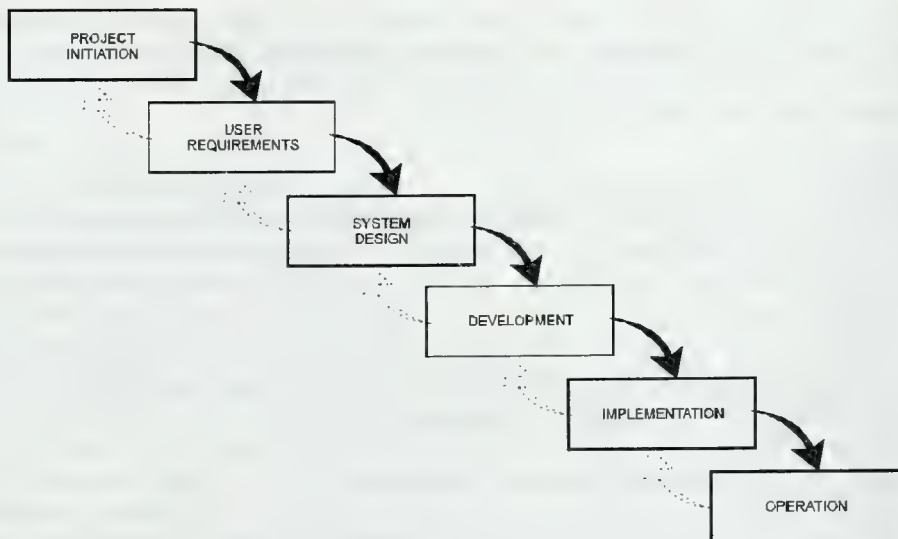 PROJECT
INITIATION
USER
REQUIREMENTS
SYSTEM
DESIGN
DEVELOPMENT
IMPLEMENTATION
OPERATION